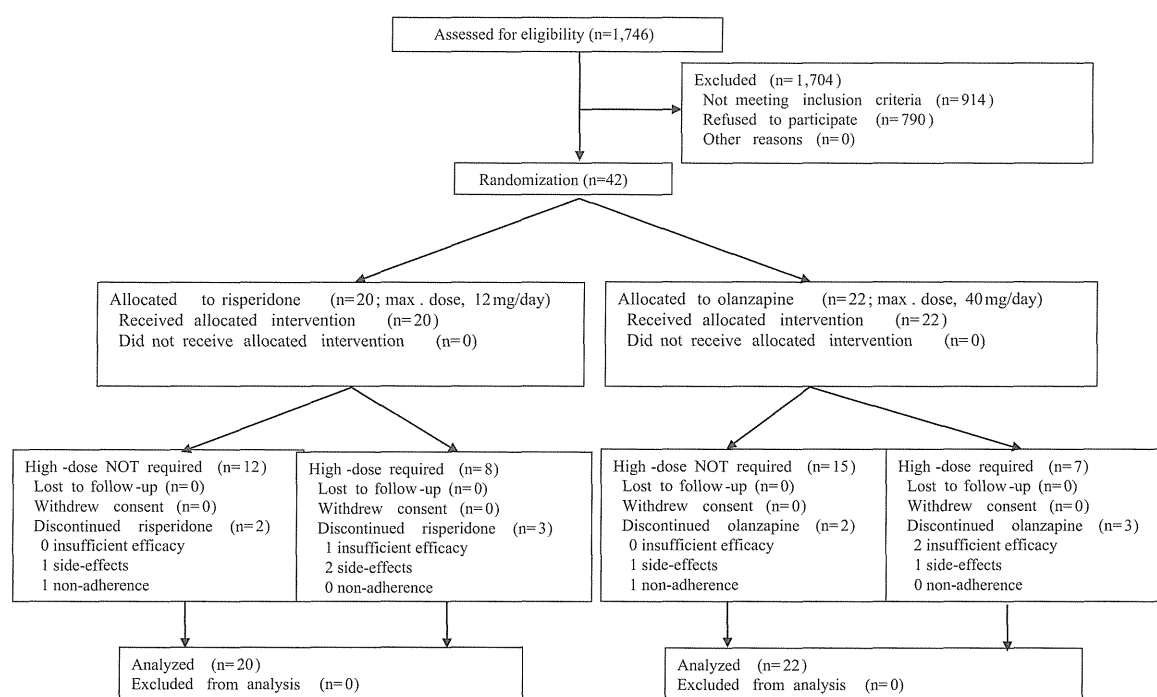 Assessed for eligibility (n=1,746)
Excluded (n=1,704)
Not meeting inclusion criteria (n=914)
Refused to participate (n=790)
Other reasons (n=0)
Randomization (n=42)
Allocated to risperidone (n=20; max. dose, 12mg/day)
Received allocated intervention (n=20)
Did not receive allocated intervention (n=0)
Allocated to olanzapine (n=22; max. dose, 40mg/day)
Received allocated intervention (n=22)
Did not receive allocated intervention (n=0)
High-dose NOT required (n=12)
Lost to follow-up (n=0)
Withdrew consent (n=0)
Discontinued risperidone (n=2)
0 insufficient efficacy
1 side-effects
1 non-adherence
High-dose required (n=8)
Lost to follow-up (n=0)
Withdrew consent (n=0)
Discontinued risperidone (n=3)
1 insufficient efficacy
2 side-effects
0 non-adherence
High-dose NOT required (n=15)
Lost to follow-up (n=0)
Withdrew consent (n=0)
Discontinued olanzapine (n=2)
0 insufficient efficacy
1 side-effects
1 non-adherence
High-dose required (n=7)
Lost to follow-up (n=0)
Withdrew consent (n=0)
Discontinued olanzapine (n=3)
2 insufficient efficacy
1 side-effects
0 non-adherence
Analyzed (n=20)
Excluded from analysis (n=0)
Analyzed (n=22)
Excluded from analysis (n=0)